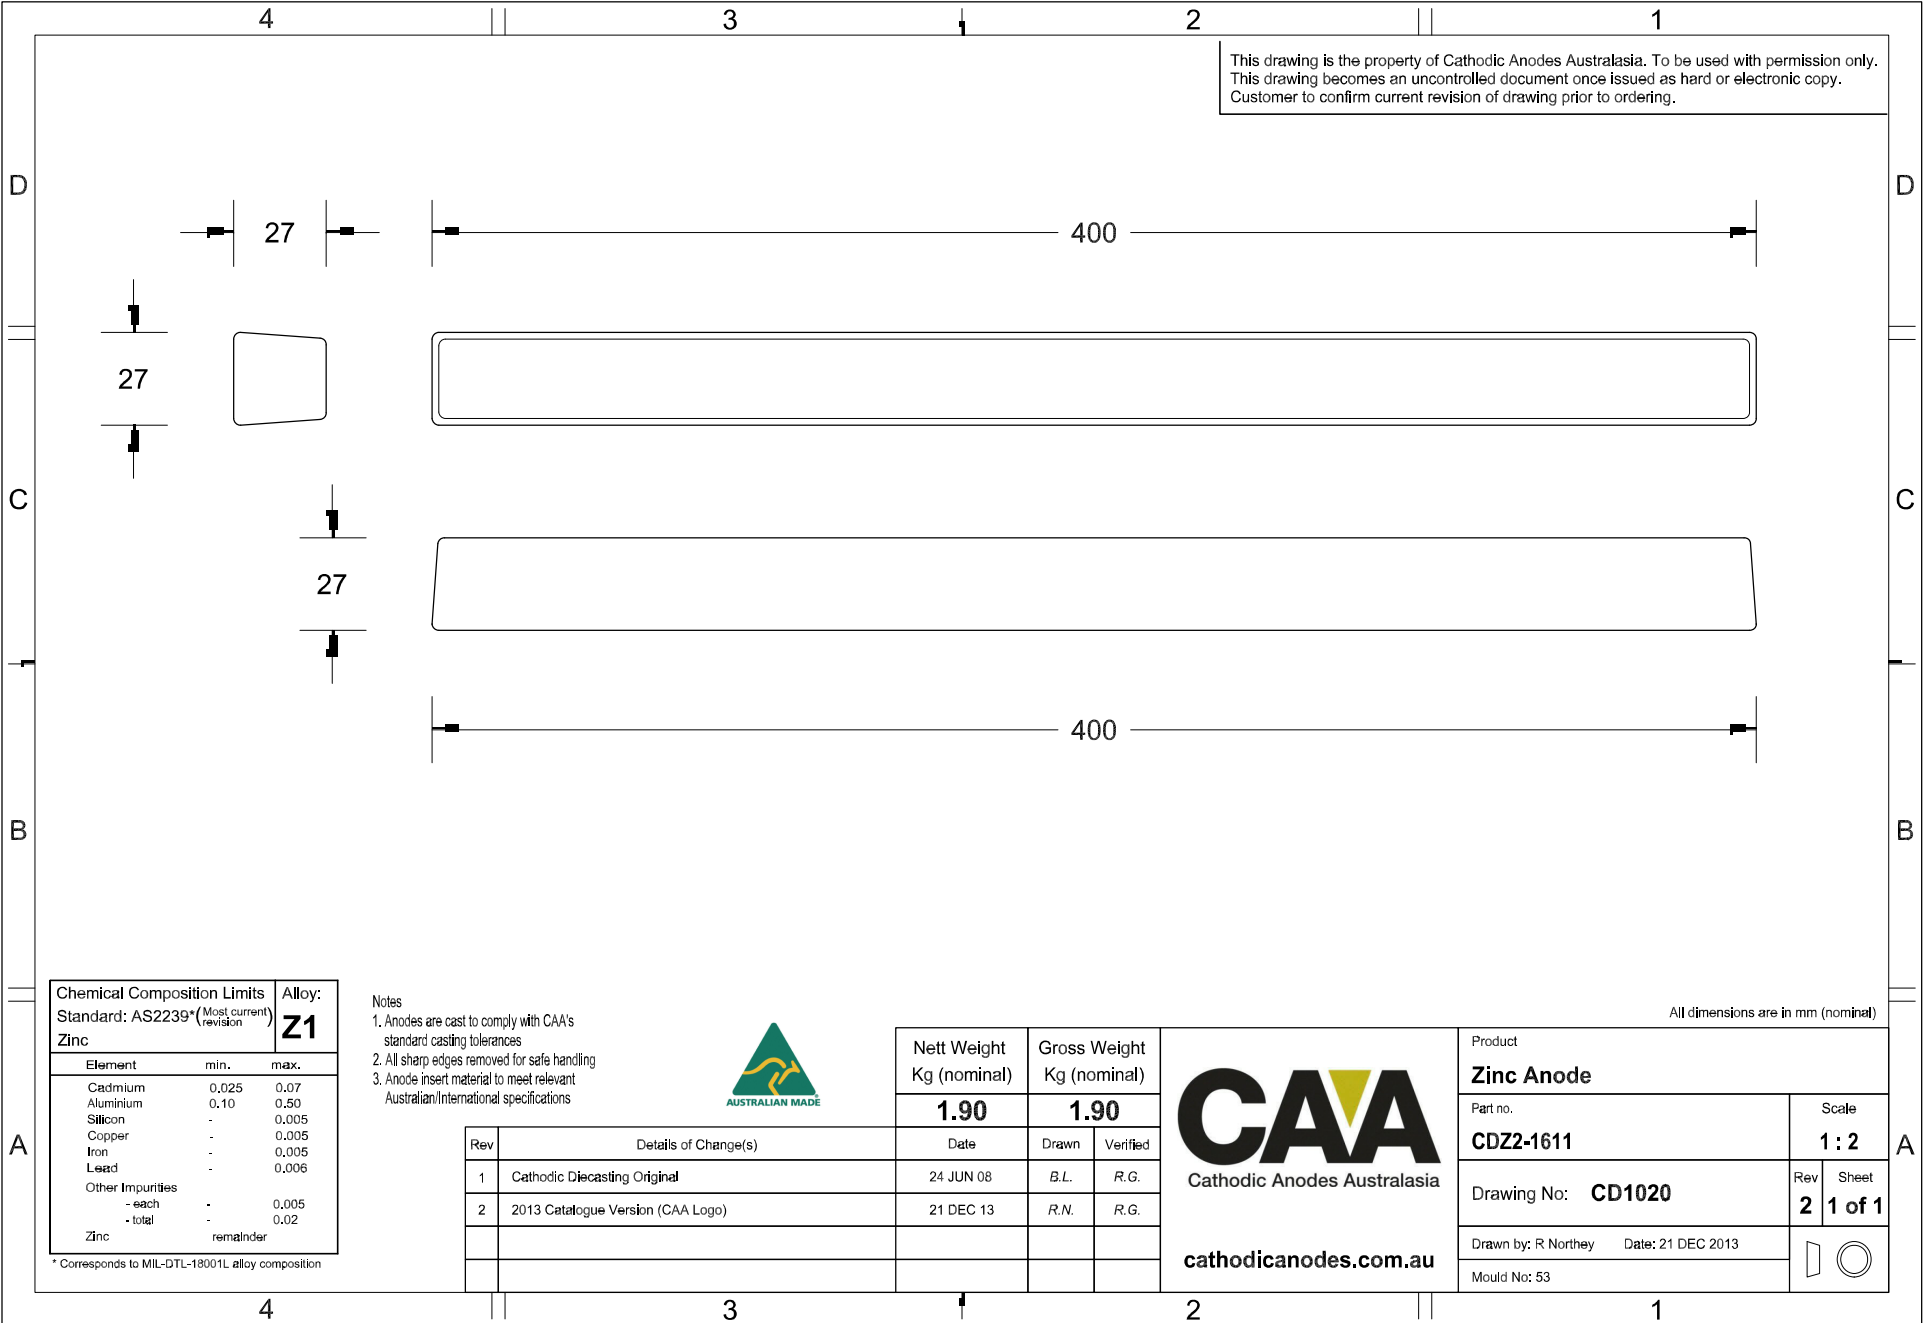 4 3 2 1
This drawing is the property of Cathodic Anodes Australasia. To be used with permission only.
This drawing becomes an uncontrolled document once issued as hard or electronic copy.
Customer to confirm current revision of drawing prior to ordering.
D D
27 400
27
C C
27
400
B B
Chemical Composition Limits
Standard: AS2239*(Most current revision)
Zinc
Alloy:
Z1
Element min. max.
Cadmium 0.025 0.07
Aluminium 0.10 0.50
Silicon - 0.005
Copper - 0.005
Iron - 0.005
Lead - 0.006
Other Impurities
- each - 0.005
- total - 0.02
Zinc remainder
* Corresponds to MIL-DTL-18001L alloy composition
Notes
1. Anodes are cast to comply with CAA's
standard casting tolerances
2. All sharp edges removed for safe handling
3. Anode insert material to meet relevant
Australian/International specifications
AUSTRALIAN MADE
Nett Weight
Kg (nominal)
1.90
Gross Weight
Kg (nominal)
1.90
Rev Details of Change(s) Date Drawn Verified
1 Cathodic Diecasting Original 24 JUN 08 B.L. R.G.
2 2013 Catalogue Version (CAA Logo) 21 DEC 13 R.N. R.G.
CAA
Cathodic Anodes Australasia
cathodicanodes.com.au
All dimensions are in mm (nominal)
Product
Zinc Anode
Part no.
CDZ2-1611
Scale
1 : 2
Drawing No: CD1020
Rev
2
Sheet
1 of 1
Drawn by: R Northey Date: 21 DEC 2013
Mould No: 53
A A
4 3 2 1